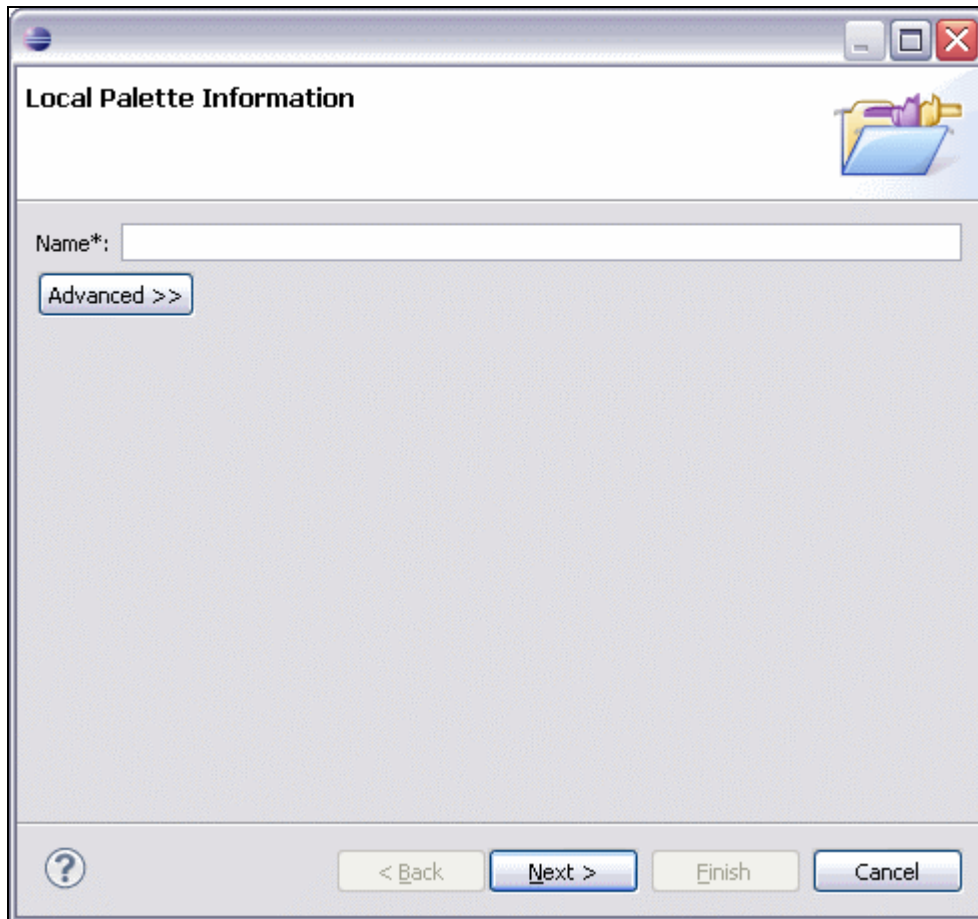 Local Palette Information
Name*:
Advanced >>
?
< Back Next > Finish Cancel